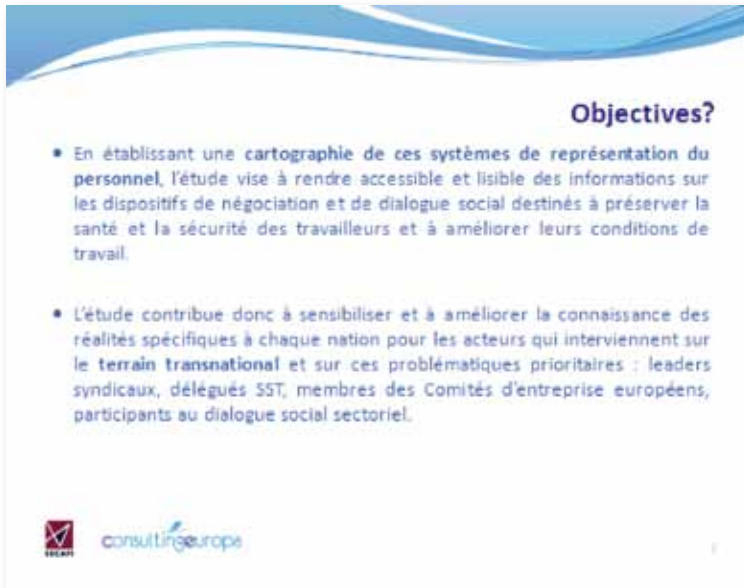 Objectives?
• En établissant une cartographie de ces systèmes de représentation du
personnel, l'étude vise à rendre accessible et lisible des informations sur
les dispositifs de négociation et de dialogue social destinés à préserver la
santé et la sécurité des travailleurs et à améliorer leurs conditions de
travail.
• L'étude contribue donc à sensibiliser et à améliorer la connaissance des
réalités spécifiques à chaque nation pour les acteurs qui interviennent sur
le terrain transnational et sur ces problématiques prioritaires : leaders
syndicaux, délégués SST, membres des Comités d'entreprise européens,
participants au dialogue social sectoriel.
SECAFI
consultingeuropa